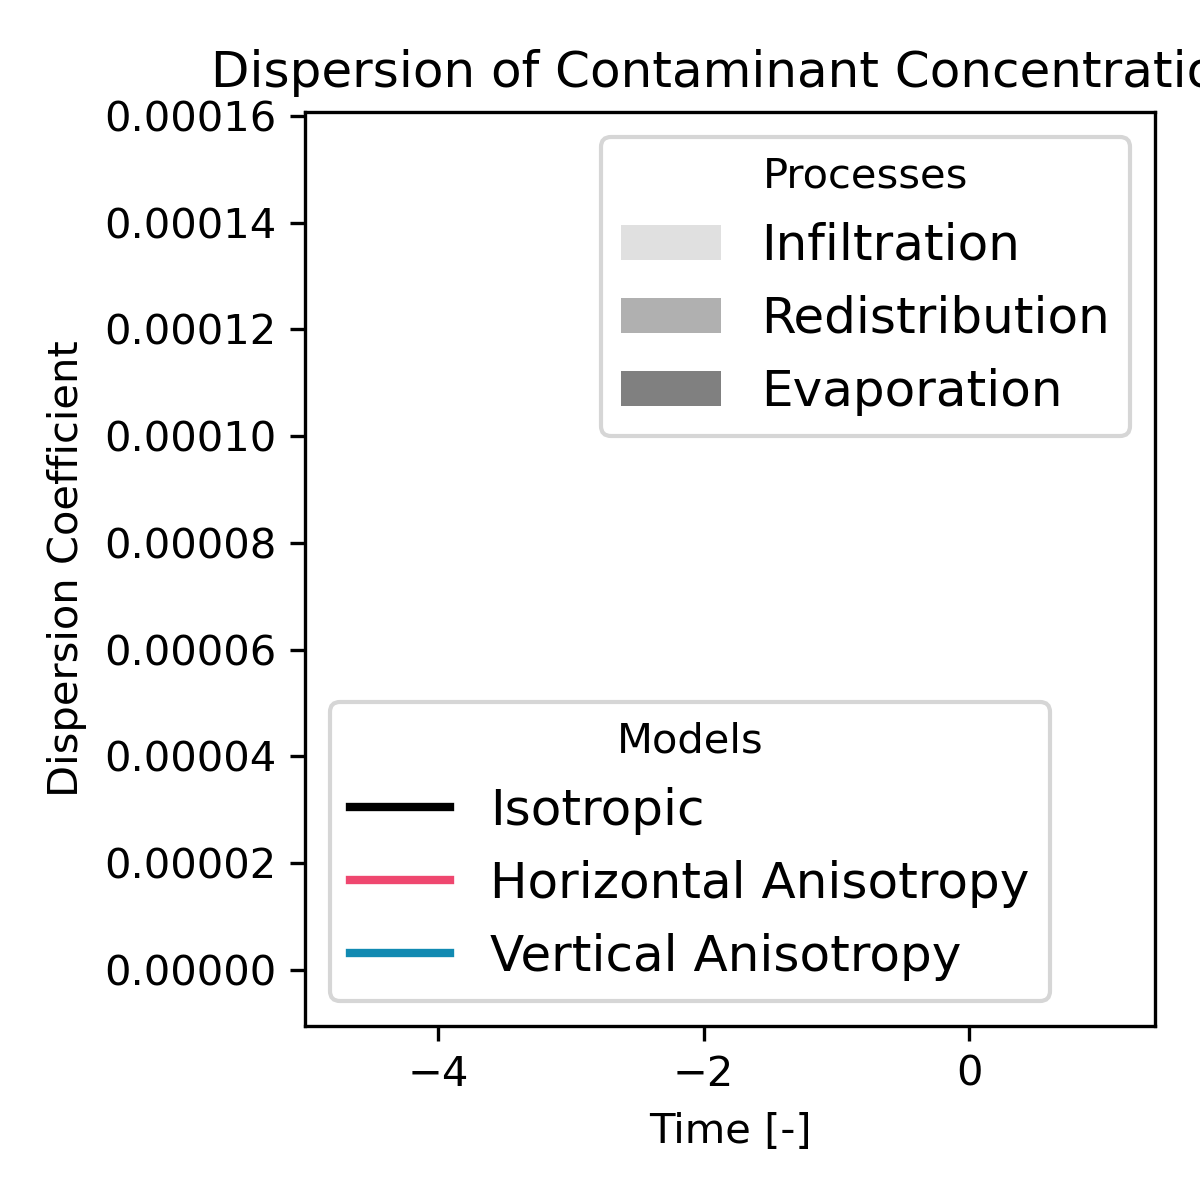 Dispersion of Contaminant Concentratio
0.00016
0.00014
0.00012
0.00010
0.00008
0.00006
0.00004
0.00002
0.00000
Dispersion Coefficient
Processes
Infiltration
Redistribution
Evaporation
Models
Isotropic
Horizontal Anisotropy
Vertical Anisotropy
−4 −2 0
Time [-]